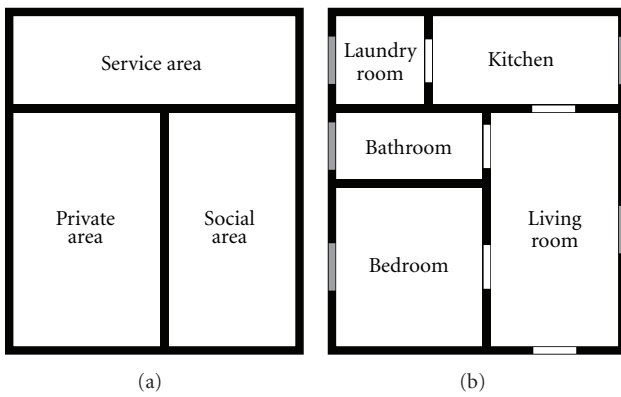 Service area
Private
area
Social
area
(a)
Laundry
room
Kitchen
Bathroom
Bedroom
Living
room
(b)